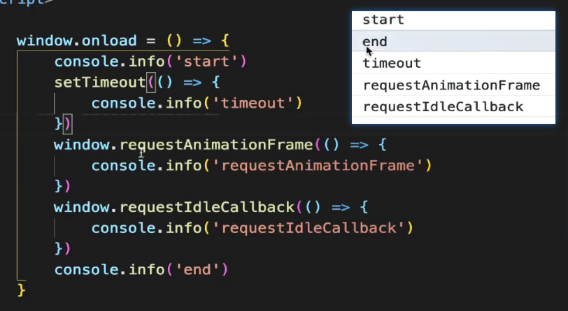 cript>
window.onload = () => {
console.info('start')
setTimeout(() => {
console.info('timeout')
})
window.requestAnimationFrame(() => {
console.info('requestAnimationFrame')
})
window.requestIdleCallback(() => {
console.info('requestIdleCallback')
})
console.info('end')
}
start
end
timeout
requestAnimationFrame
requestIdleCallback